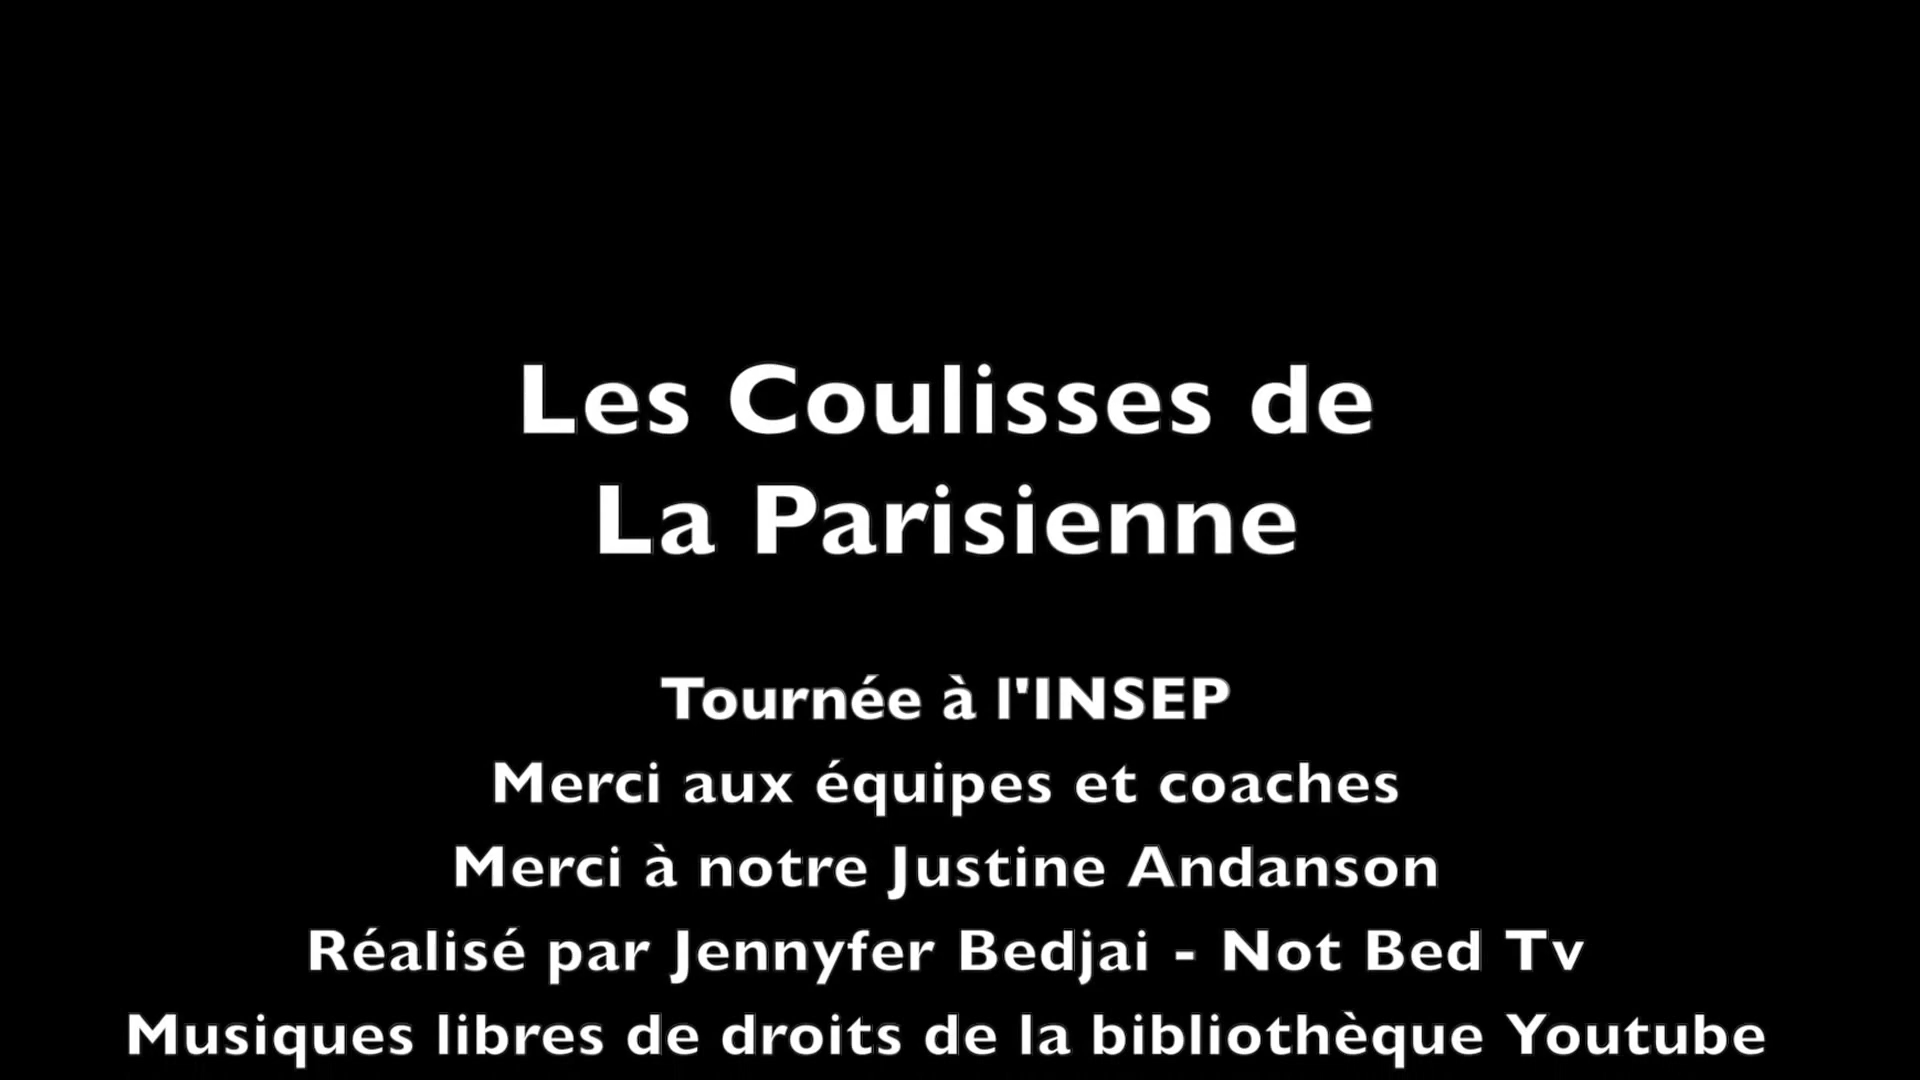 Les Coulisses de
La Parisienne
Tournée à l'INSEP
Merci aux équipes et coaches
Merci à notre Justine Andanson
Réalisé par Jennyfer Bedjai - Not Bed Tv
Musiques libres de droits de la bibliothèque Youtube